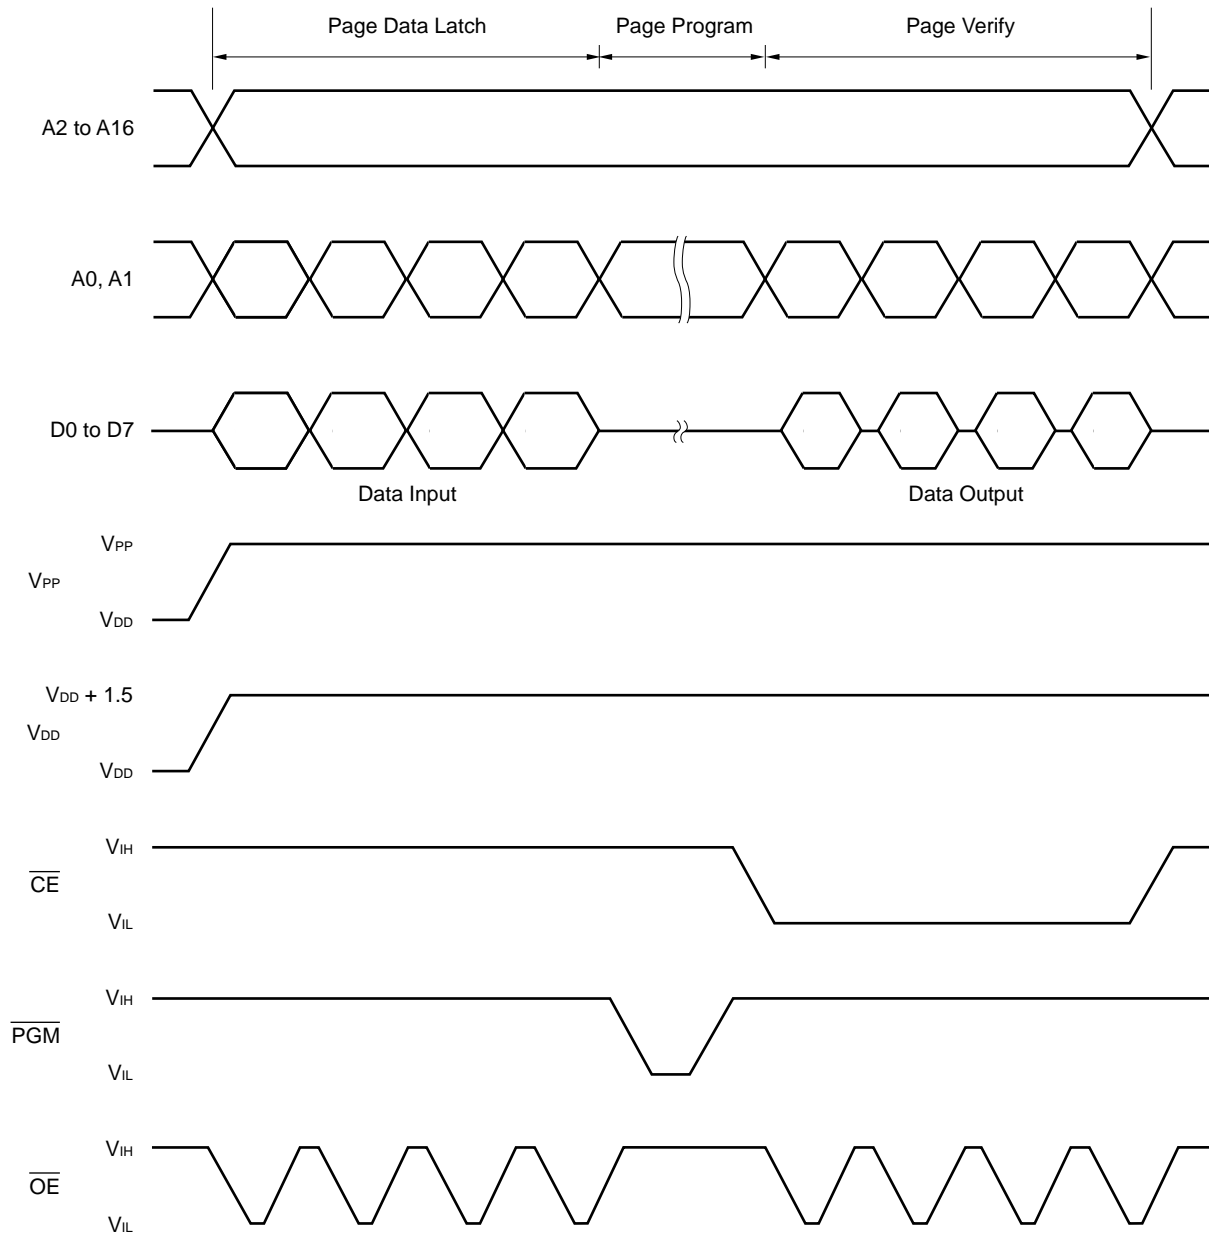 Page Data Latch Page Program Page Verify
A2 to A16
A0, A1
D0 to D7
Data Input Data Output
VPP
VPP
VDD
VDD + 1.5
VDD
VDD
VIH
CE
VIL
VIH
PGM
VIL
VIH
OE
VIL